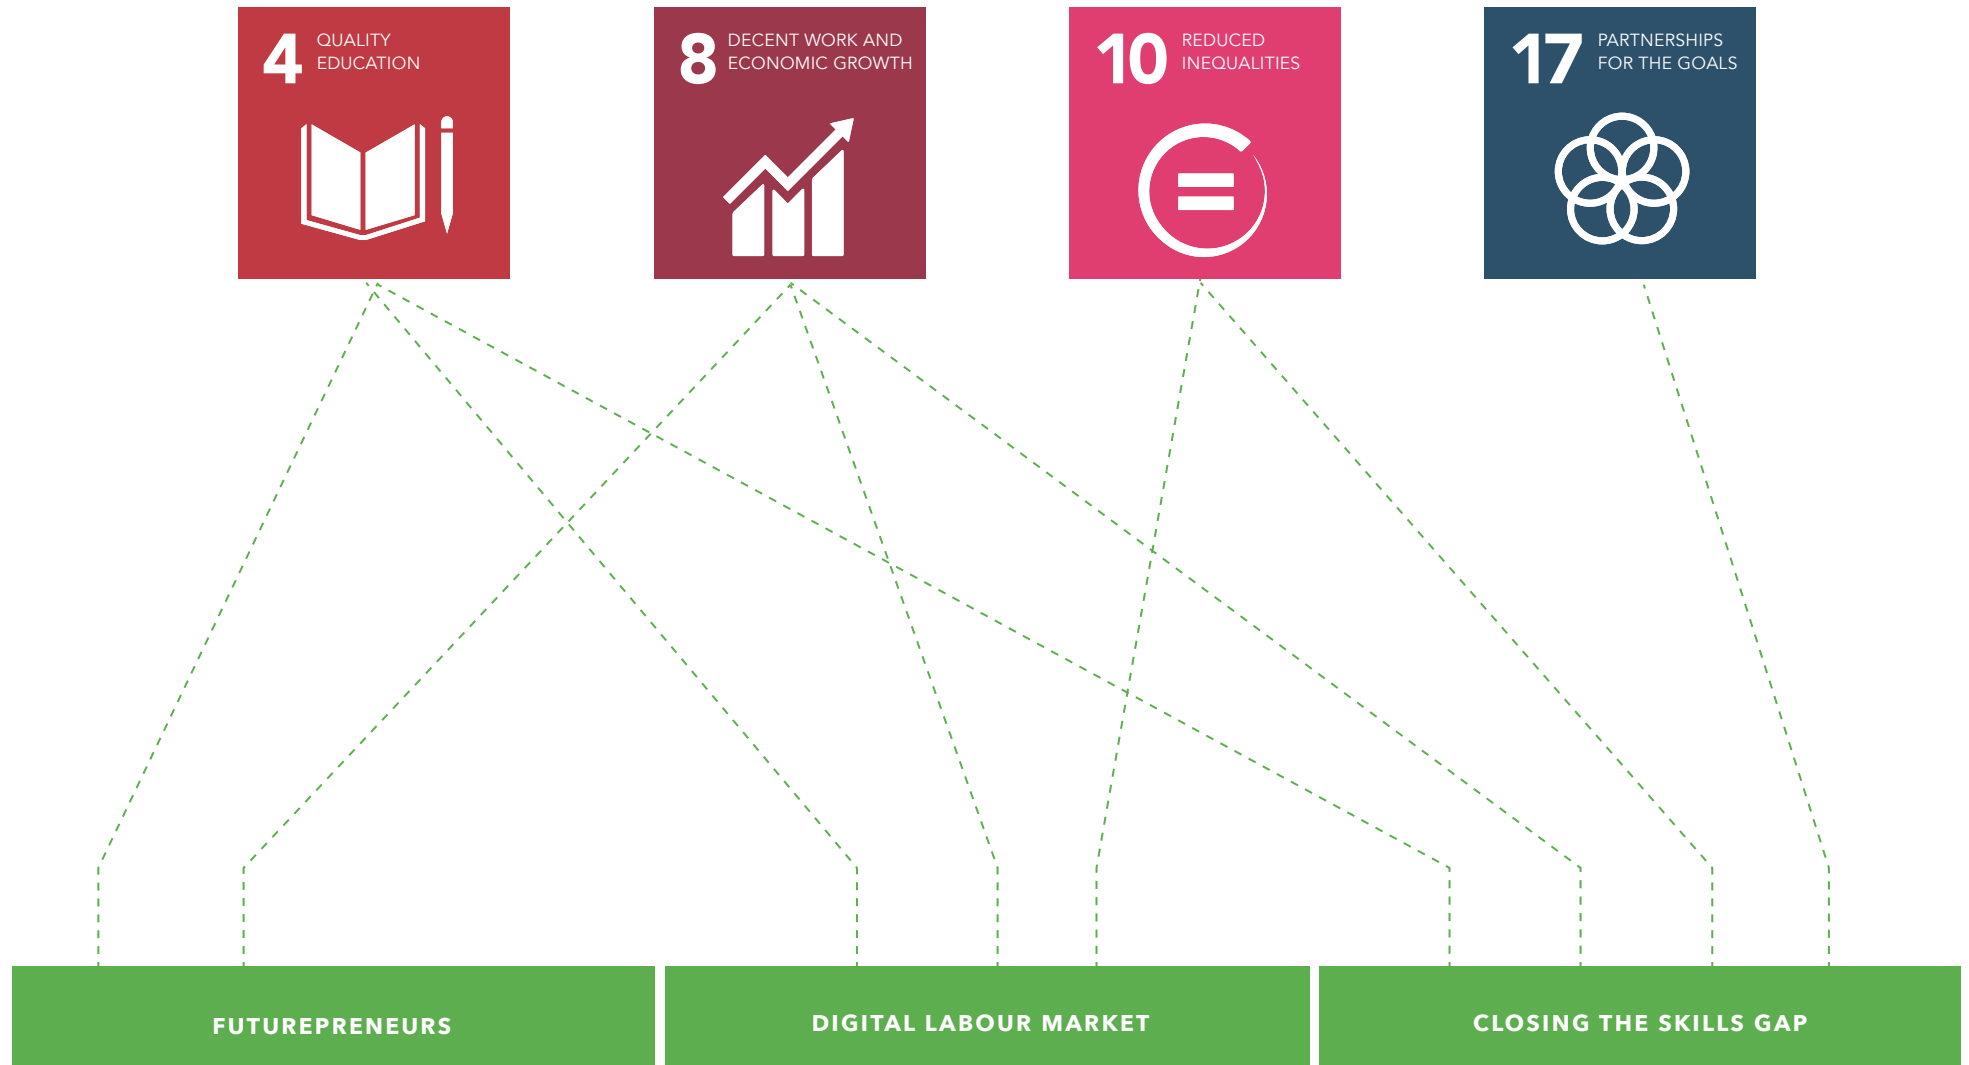 4 QUALITY
EDUCATION
8 DECENT WORK AND
ECONOMIC GROWTH
10 REDUCED
INEQUALITIES
17 PARTNERSHIPS
FOR THE GOALS
FUTUREPRENEURS
DIGITAL LABOUR MARKET
CLOSING THE SKILLS GAP